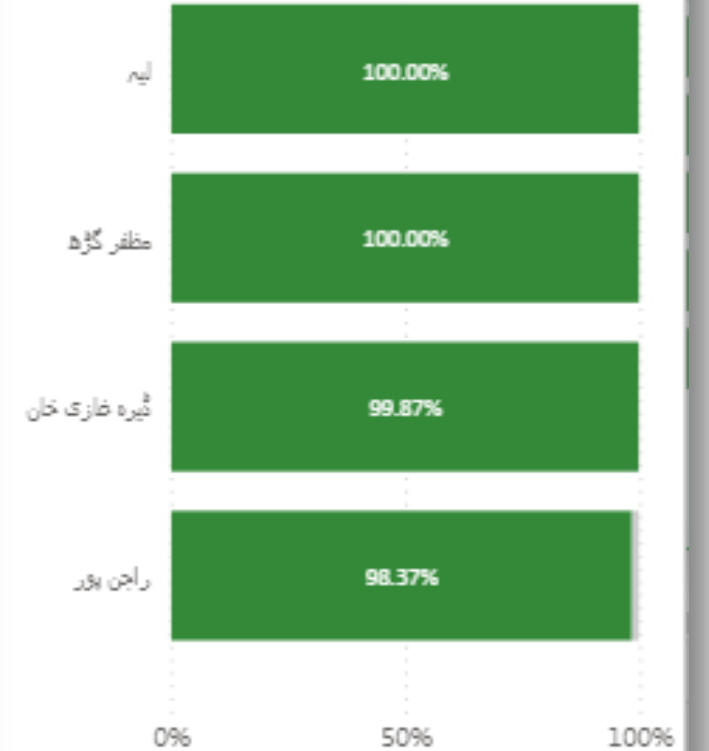 لیہ 100.00%
مظفر گڑھ 100.00%
ڈیرہ غازی خان 99.87%
راجن پور 98.37%
0% 50% 100%